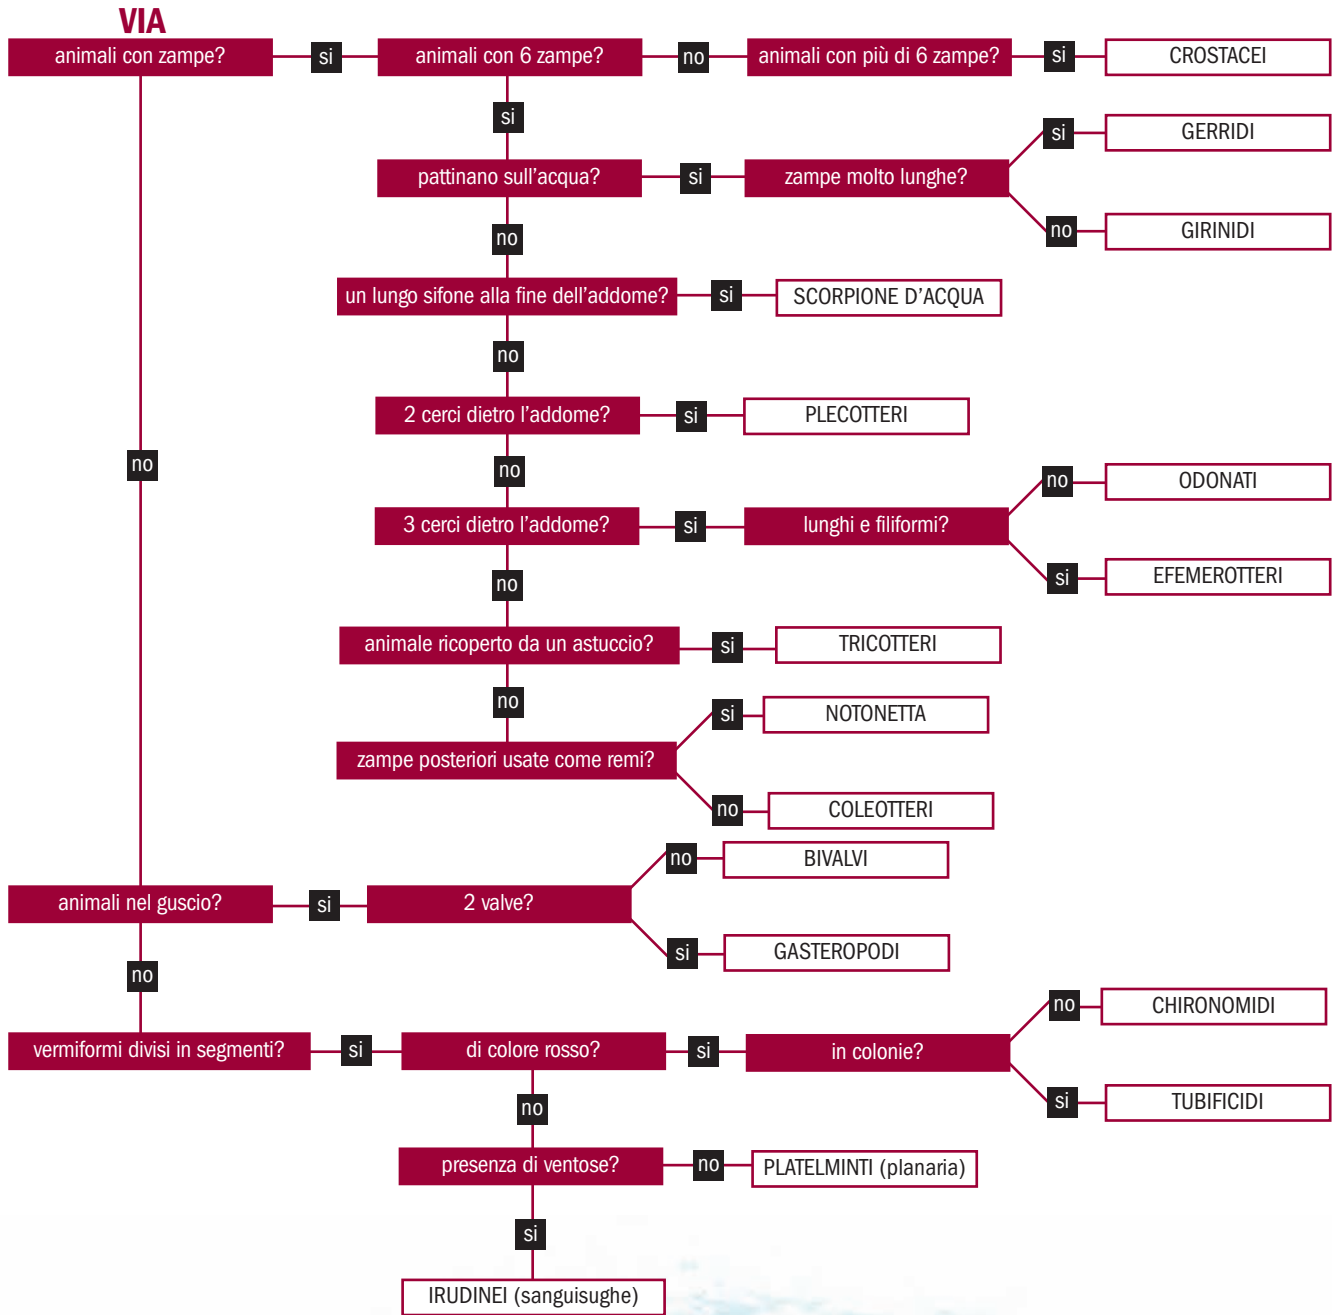 VIA
animali con zampe?
si
animali con 6 zampe?
no
animali con più di 6 zampe?
si
CROSTACEI
si
si
GERRIDI
pattinano sull'acqua?
si
zampe molto lunghe?
no
GIRINIDI
no
un lungo sifone alla fine dell'addome?
si
SCORPIONE D'ACQUA
no
2 cerci dietro l'addome?
si
PLECOTTERI
no
no
no
ODONATI
3 cerci dietro l'addome?
si
lunghi e filiformi?
si
EFEMEROTTERI
no
animale ricoperto da un astuccio?
si
TRICOTTERI
no
si
NOTONETTA
zampe posteriori usate come remi?
no
COLEOTTERI
no
BIVALVI
animali nel guscio?
si
2 valve?
si
GASTEROPODI
no
no
CHIRONOMIDI
vermiformi divisi in segmenti?
si
di colore rosso?
si
in colonie?
si
TUBIFICIDI
no
presenza di ventose?
no
PLATELMINTI (planaria)
si
IRUDINEI (sanguisughe)